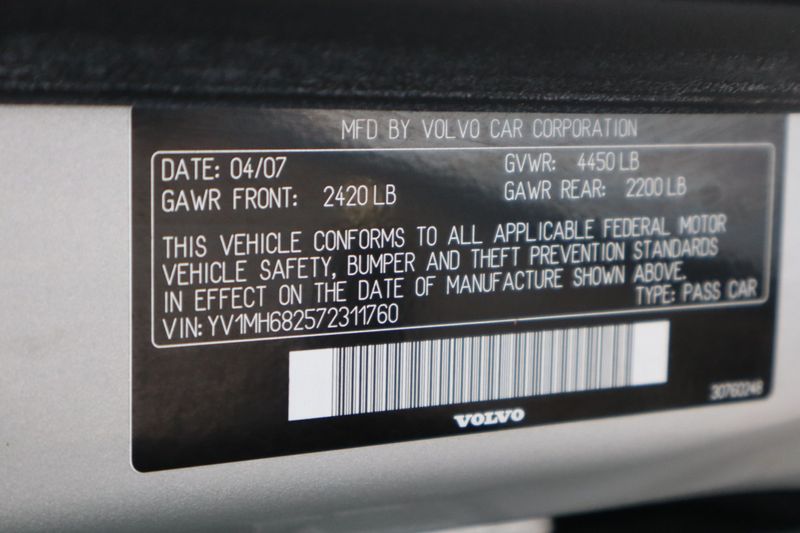 MFD BY VOLVO CAR CORPORATION
DATE: 04/07 GVWR: 4450 LB
GAWR FRONT: 2420 LB GAWR REAR: 2200 LB
THIS VEHICLE CONFORMS TO ALL APPLICABLE FEDERAL MOTOR
VEHICLE SAFETY, BUMPER AND THEFT PREVENTION STANDARDS
IN EFFECT ON THE DATE OF MANUFACTURE SHOWN ABOVE.
VIN: YV1MH682572311760 TYPE: PASS CAR
30760248
VOLVO